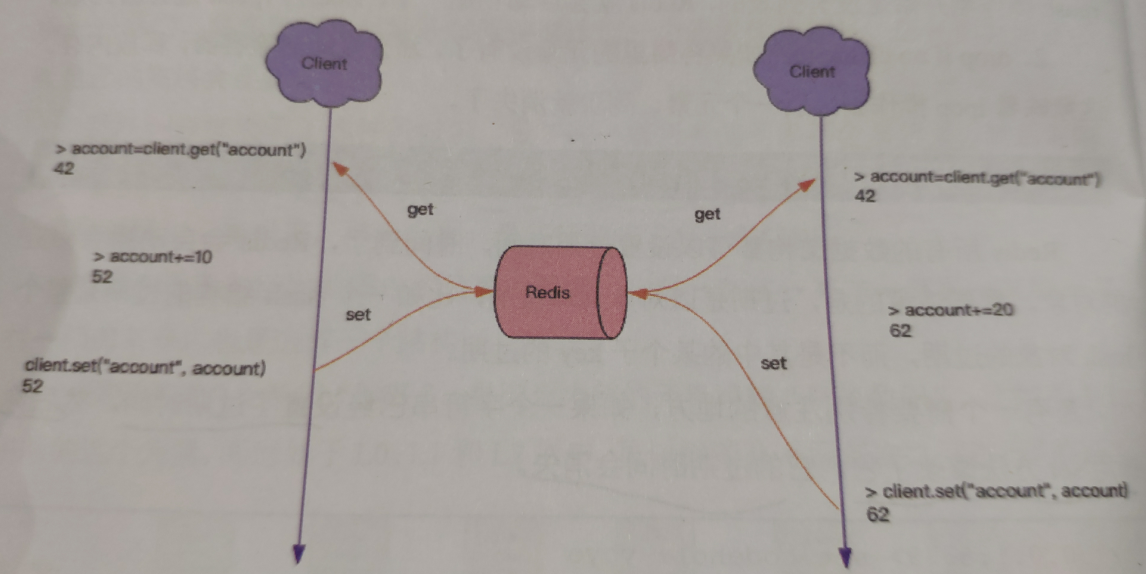 Client
> account=client.get("account")
42
get
> account+=10
52
set
client.set("account", account)
52
Redis
Client
> account=client.get("account")
42
get
> account+=20
62
set
> client.set("account", account)
62